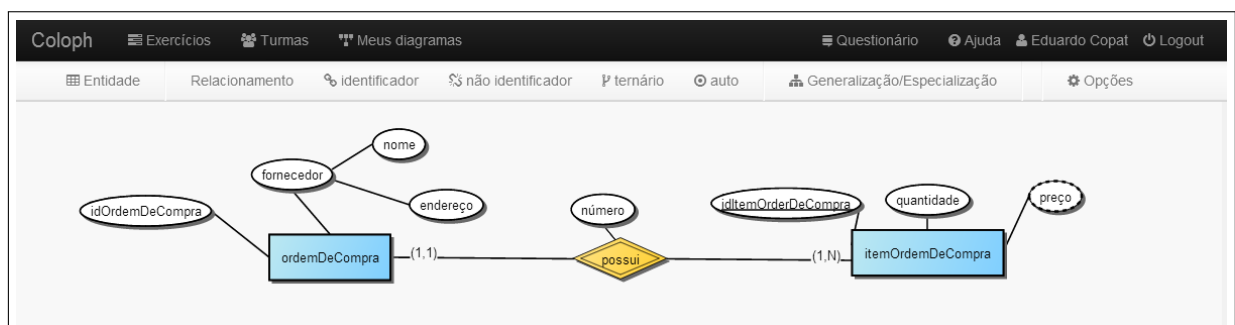 Coloph Exercícios Turmas Meus diagramas Questionário Ajuda Eduardo Copat Logout
Entidade Relacionamento identificador não identificador ternário auto Generalização/Especialização Opções
nome
fornecedor
idOrdemDeCompra
endereço
número
idItemOrderDeCompra
quantidade
preço
ordemDeCompra
(1,1)
possui
(1,N)
itemOrdemDeCompra